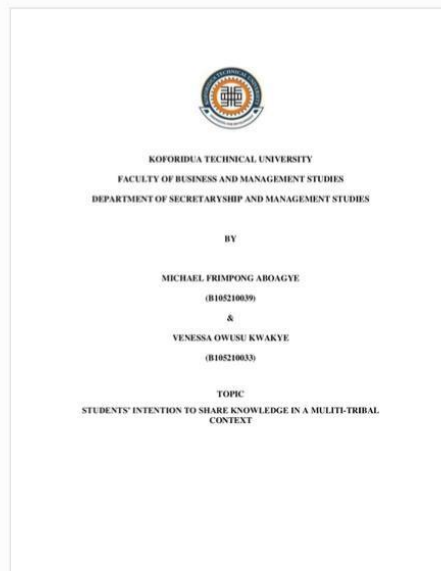 KOFORIDUA TECHNICAL UNIVERSITY
FACULTY OF BUSINESS AND MANAGEMENT STUDIES
DEPARTMENT OF SECRETARYSHIP AND MANAGEMENT STUDIES
BY
MICHAEL FRIMPONG ABOAGYE
(B105210039)
&
VENESSA OWUSU KWAKYE
(B105210033)
TOPIC
STUDENTS' INTENTION TO SHARE KNOWLEDGE IN A MULITI-TRIBAL
CONTEXT